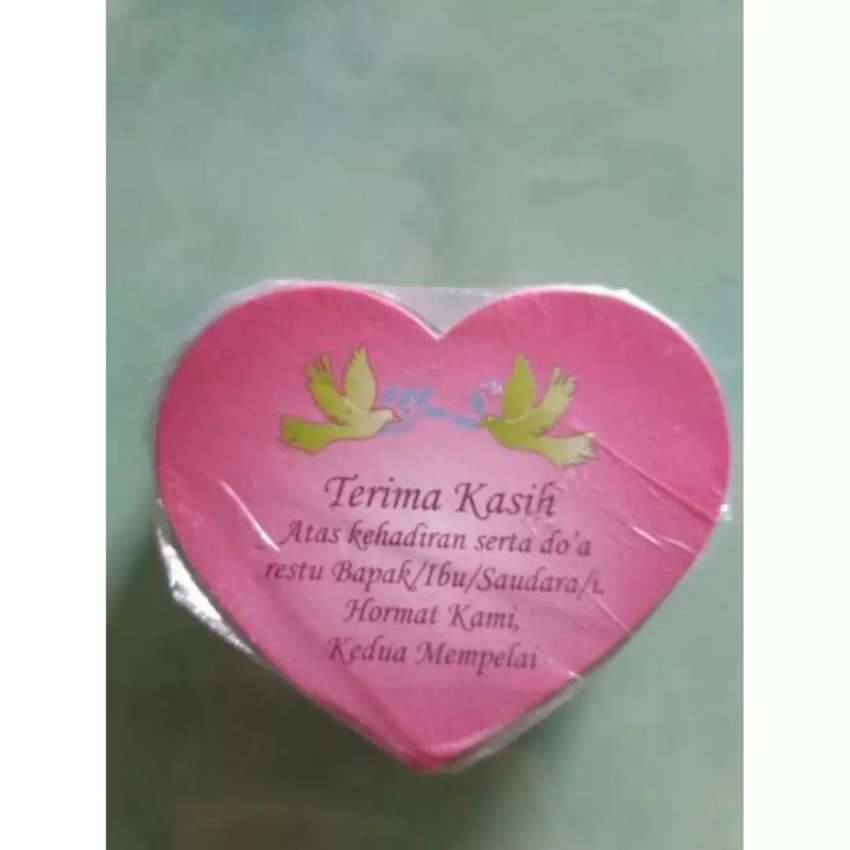 Terima Kasih
Atas kehadiran serta do'a
restu Bapak/Ibu/Saudara/i.
Hormat Kami,
Kedua Mempelai